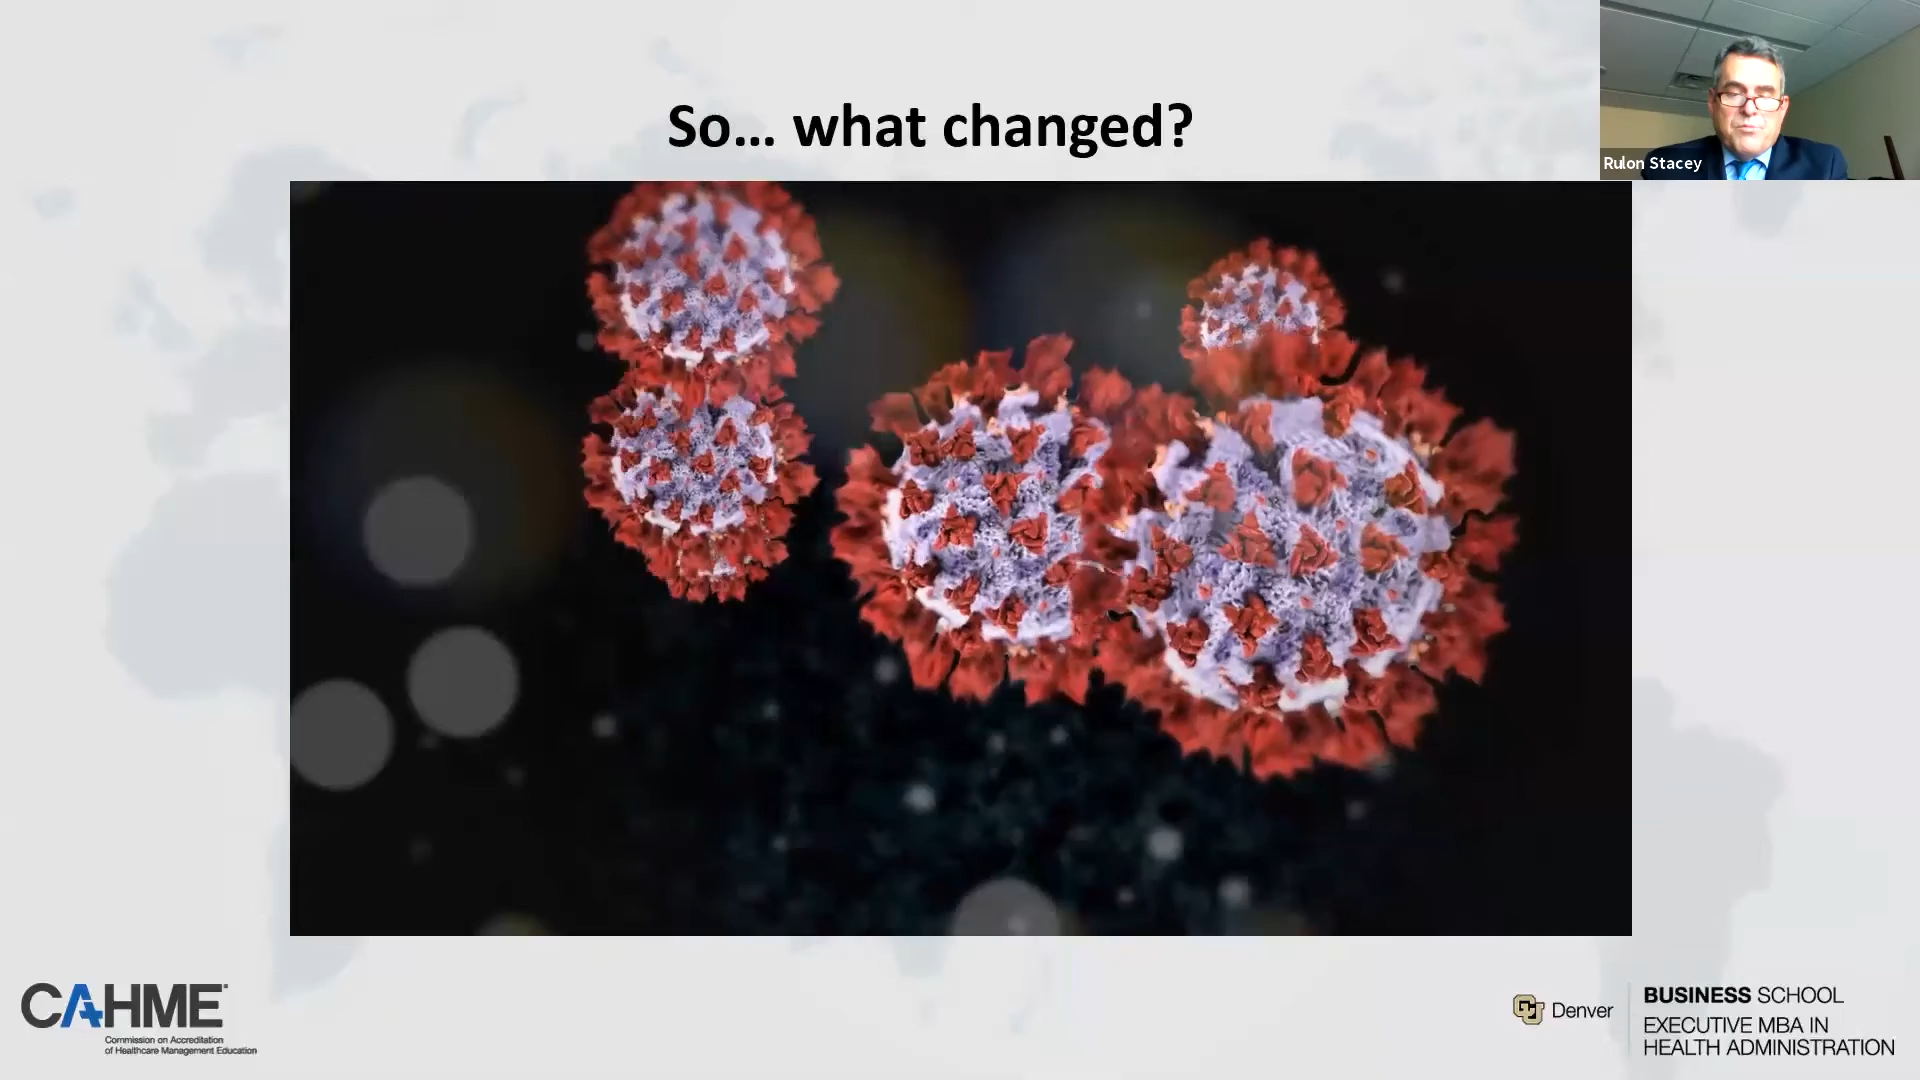 So... what changed?
Rulon Stacey
CAHME
Commission on Accreditation
of Healthcare Management Education
CU Denver
BUSINESS SCHOOL
EXECUTIVE MBA IN
HEALTH ADMINISTRATION